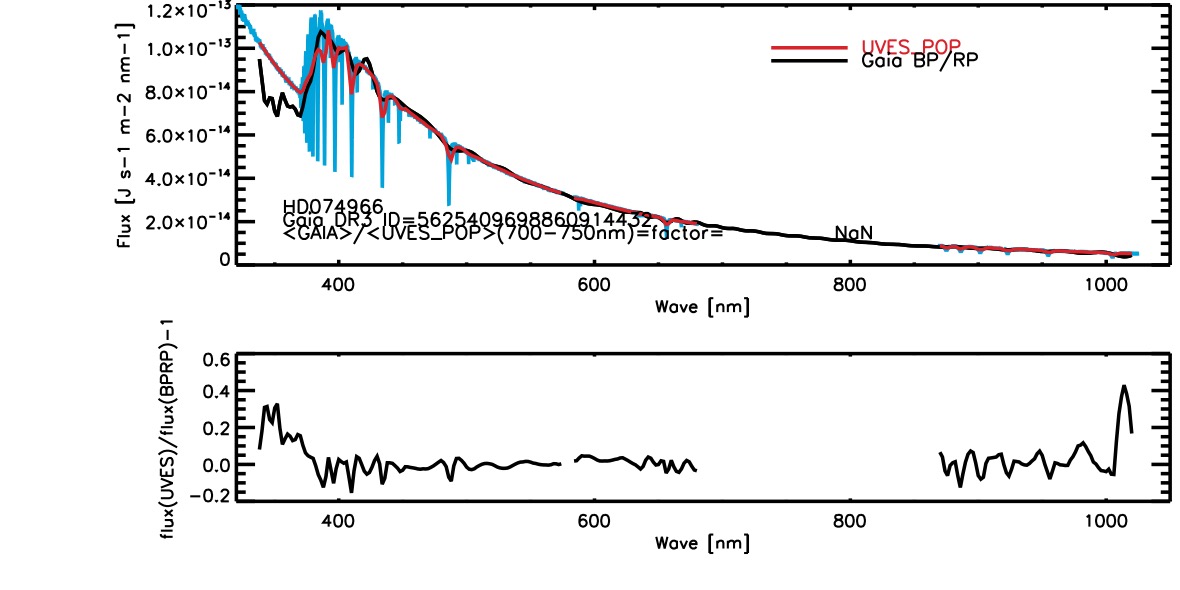 1.2×10⁻¹³
1.0×10⁻¹³
8.0×10⁻¹⁴
6.0×10⁻¹⁴
4.0×10⁻¹⁴
2.0×10⁻¹⁴
0
Flux [J s−1 m−2 nm−1]
UVES_POP
Gaia BP/RP
HD074966
Gaia DR3 ID=5625409698860914432
<GAIA>/<UVES_POP>(700−750nm)=factor= NaN
400 600 800 1000
Wave [nm]
0.6
0.4
0.2
0.0
−0.2
flux(UVES)/flux(BPRP)−1
400 600 800 1000
Wave [nm]